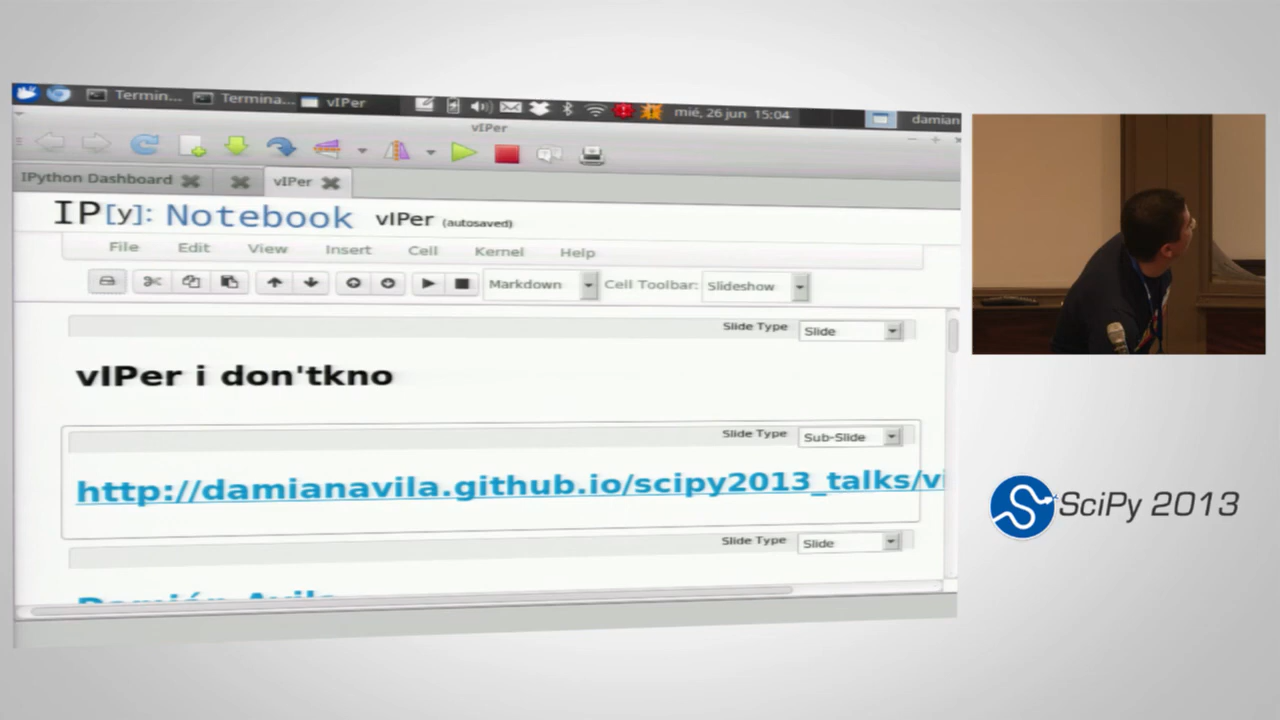 Termin... Termina... vIPer mié, 26 jun 15:04 damian
vIPer
IPython Dashboard vIPer
IP[y]: Notebook vIPer (autosaved)
File Edit View Insert Cell Kernel Help
Markdown Cell Toolbar: Slideshow
Slide Type Slide
vIPer i don'tkno
Slide Type Sub-Slide
http://damianavila.github.io/scipy2013_talks/vi
Slide Type Slide
Damián Avila
SciPy 2013